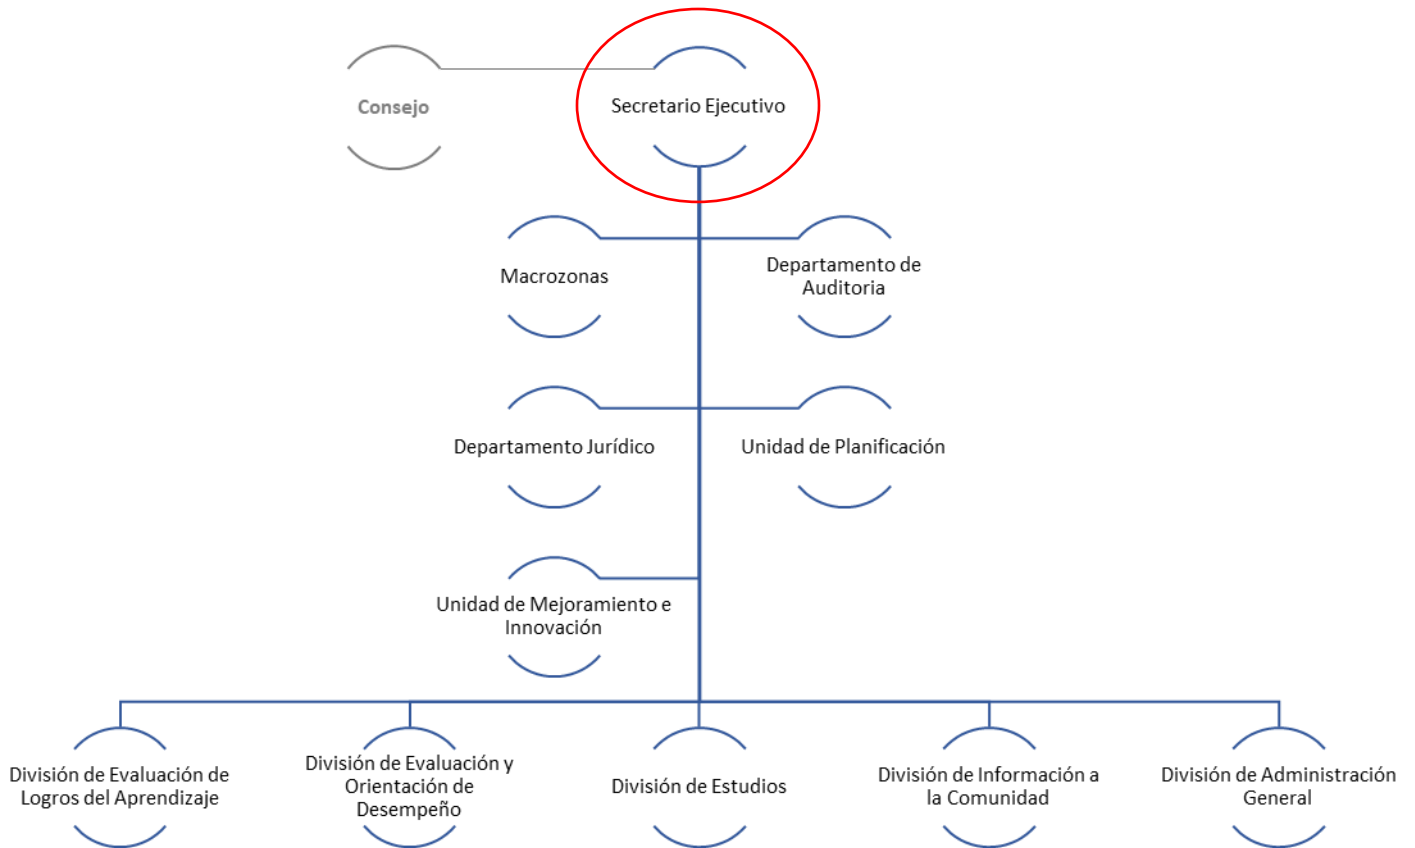 Consejo
Secretario Ejecutivo
Macrozonas
Departamento de
Auditoria
Departamento Jurídico
Unidad de Planificación
Unidad de Mejoramiento e
Innovación
División de Evaluación de
Logros del Aprendizaje
División de Evaluación y
Orientación de
Desempeño
División de Estudios
División de Información a
la Comunidad
División de Administración
General